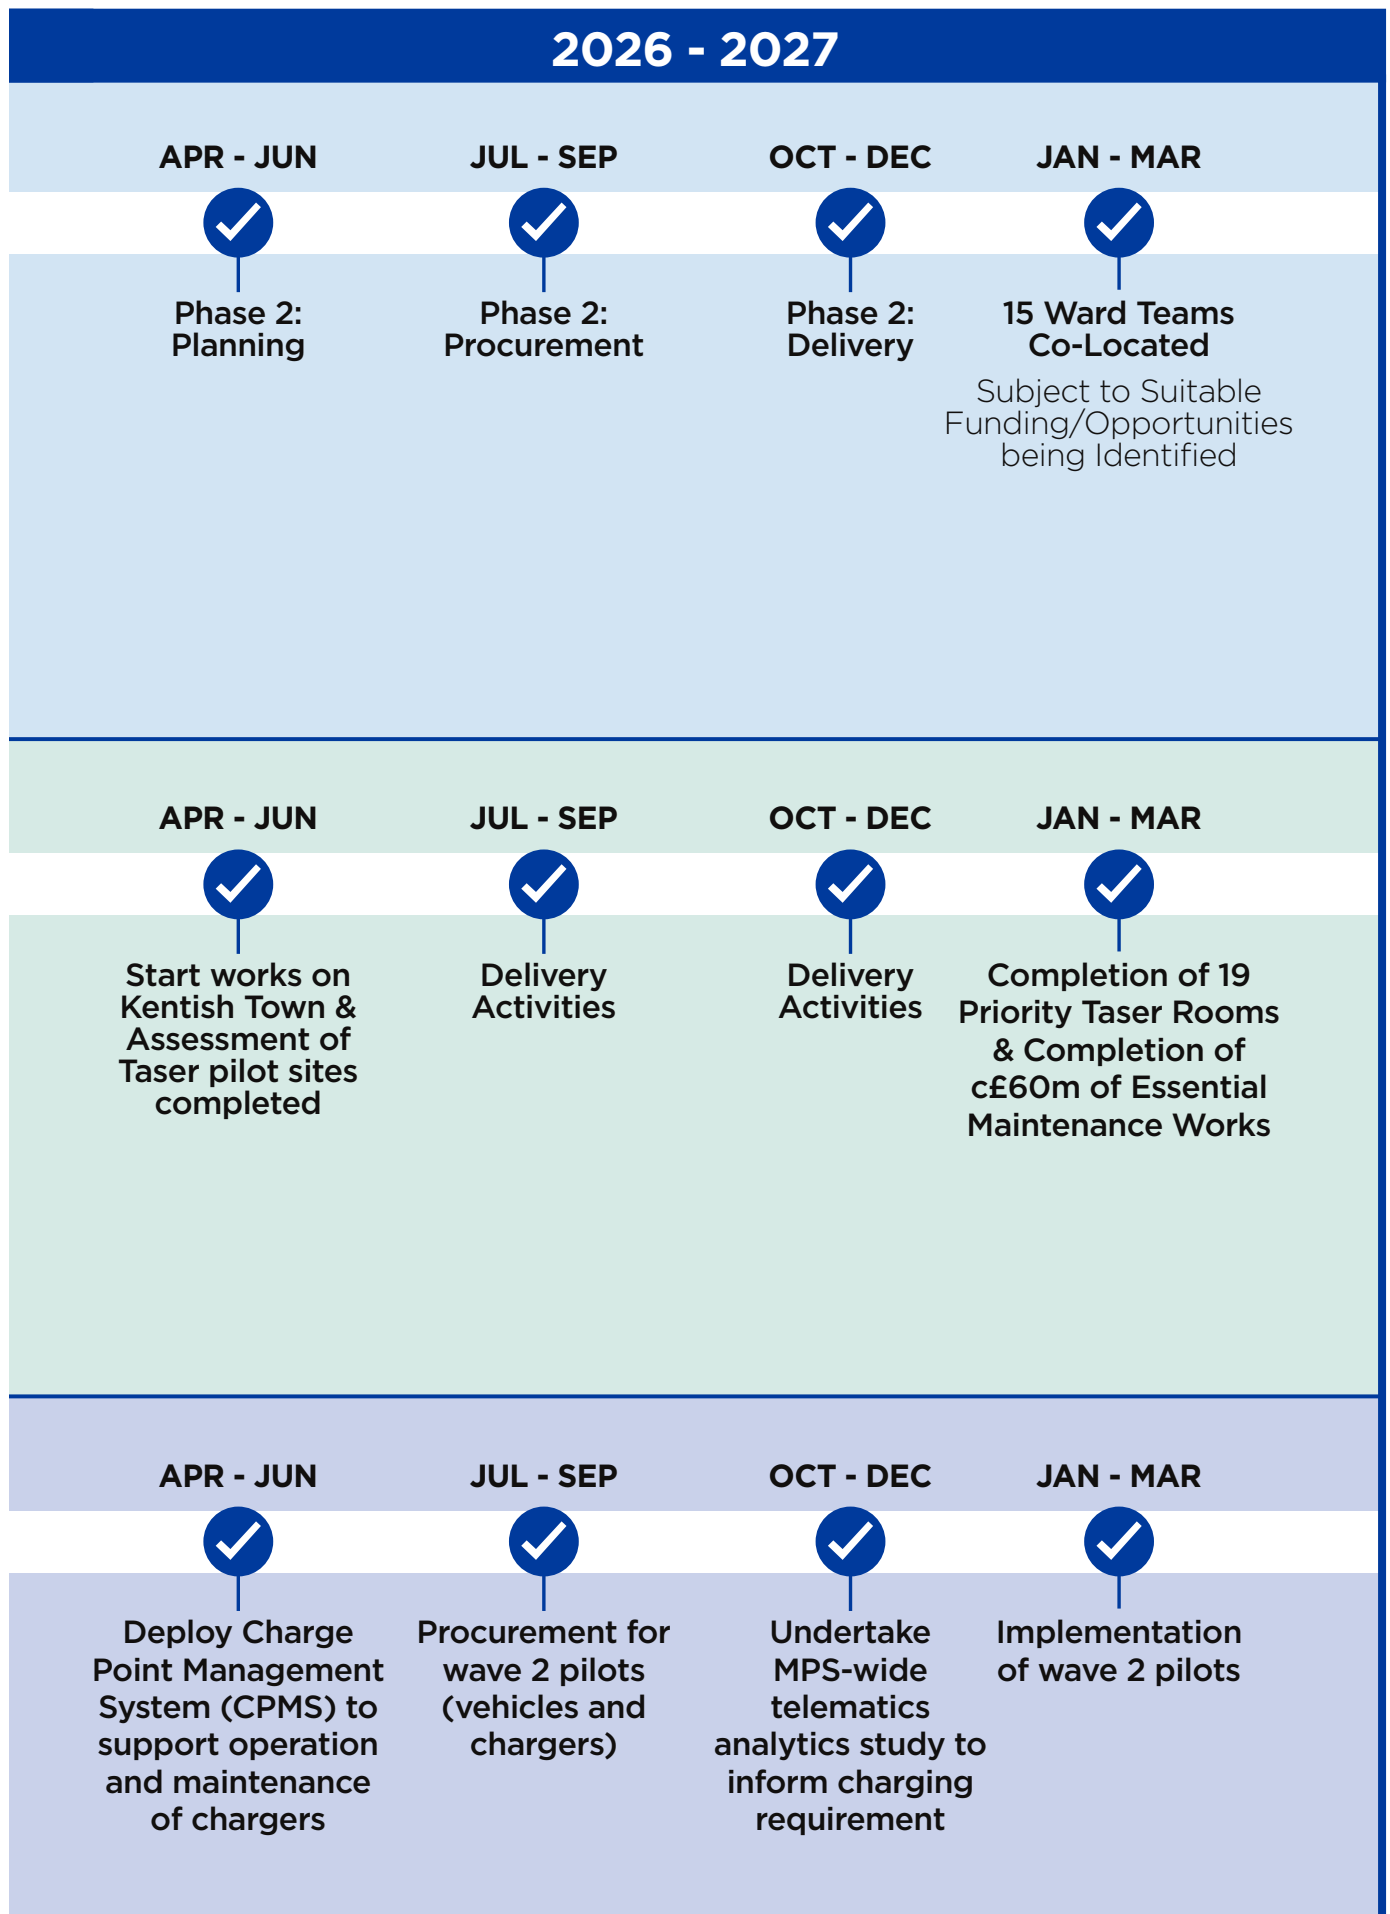 2026 - 2027
APR - JUN
JUL - SEP
OCT - DEC
JAN - MAR
Phase 2:
Planning
Phase 2:
Procurement
Phase 2:
Delivery
15 Ward Teams
Co-Located
Subject to Suitable
Funding/Opportunities
being Identified
APR - JUN
JUL - SEP
OCT - DEC
JAN - MAR
Start works on
Kentish Town &
Assessment of
Taser pilot sites
completed
Delivery
Activities
Delivery
Activities
Completion of 19
Priority Taser Rooms
& Completion of
c£60m of Essential
Maintenance Works
APR - JUN
JUL - SEP
OCT - DEC
JAN - MAR
Deploy Charge
Point Management
System (CPMS) to
support operation
and maintenance
of chargers
Procurement for
wave 2 pilots
(vehicles and
chargers)
Undertake
MPS-wide
telematics
analytics study to
inform charging
requirement
Implementation
of wave 2 pilots